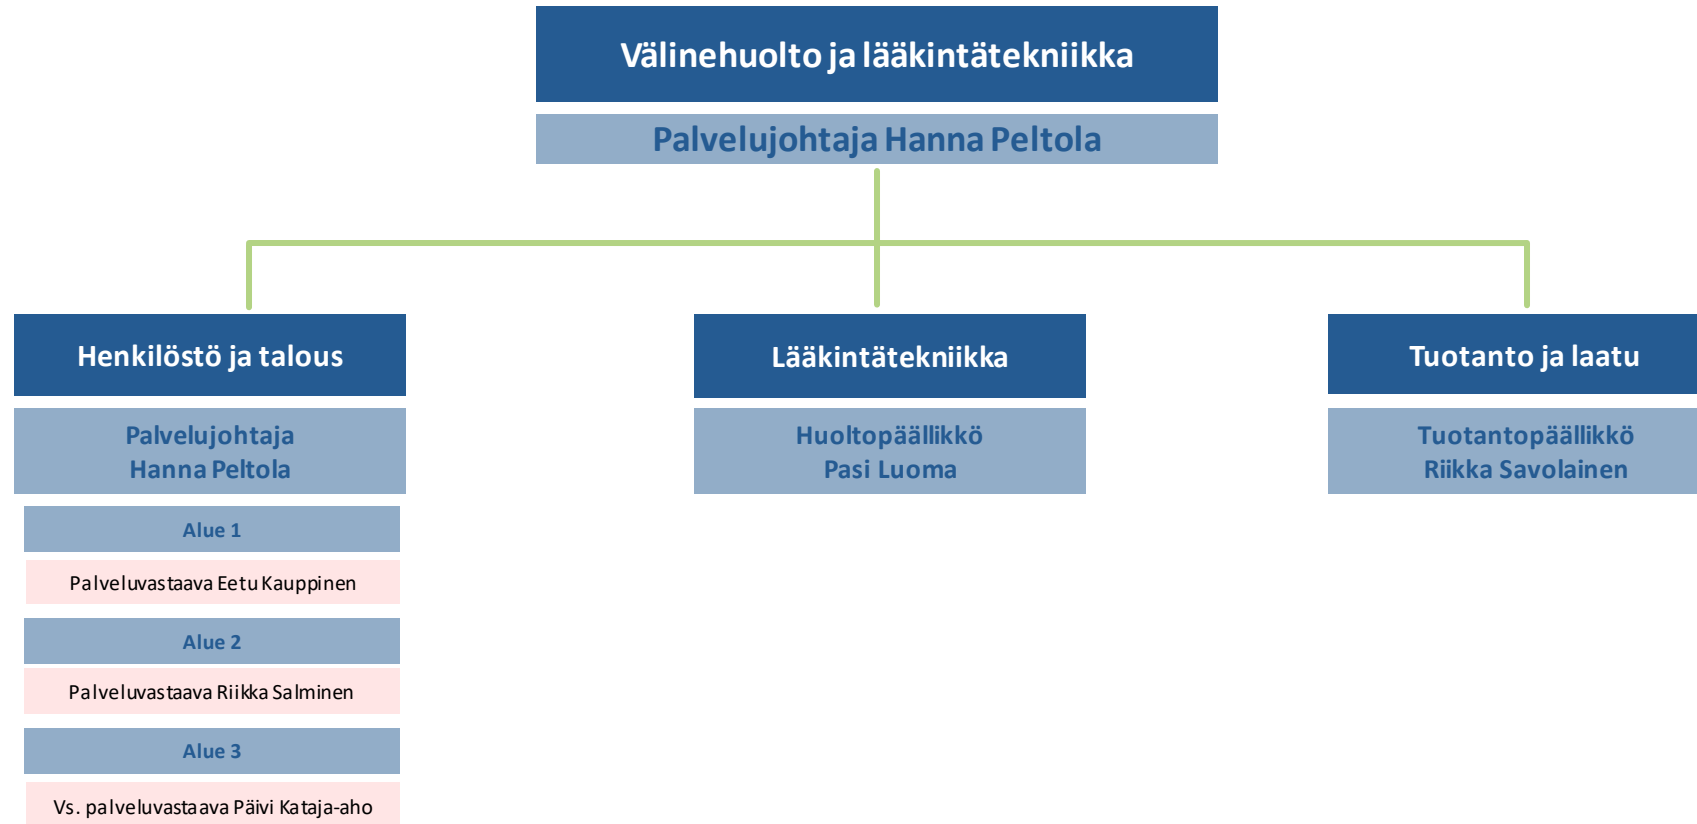 Välinehuolto ja lääkintätekniikka
Palvelujohtaja Hanna Peltola
Henkilöstö ja talous
Palvelujohtaja
Hanna Peltola
Alue 1
Palveluvastaava Eetu Kauppinen
Alue 2
Palveluvastaava Riikka Salminen
Alue 3
Vs. palveluvastaava Päivi Kataja-aho
Lääkintätekniikka
Huoltopäällikkö
Pasi Luoma
Tuotanto ja laatu
Tuotantopäällikkö
Riikka Savolainen